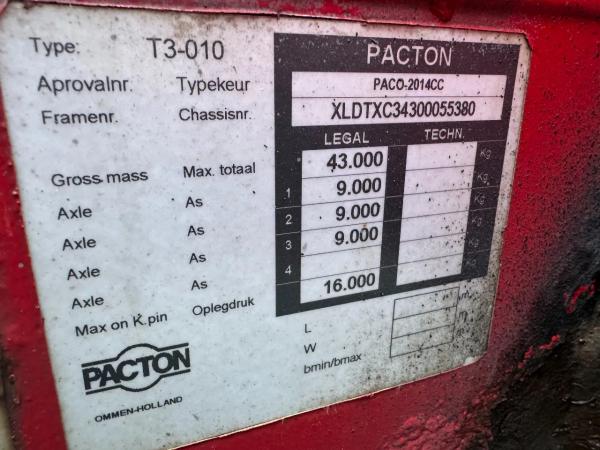 Type: T3-010 PACTON
Aprovalnr. Typekeur PACO-2014CC
Framenr. Chassisnr. XLDTXC34300055380
LEGAL TECHN.
Gross mass Max. totaal 43.000 Kg
Axle As 1 9.000 Kg
Axle As 2 9.000 Kg
Axle As 3 9.000 Kg
Axle As 4 Kg
Max on K.pin Oplegdruk 16.000 Kg
L
W
bmin/bmax
PACTON
OMMEN-HOLLAND